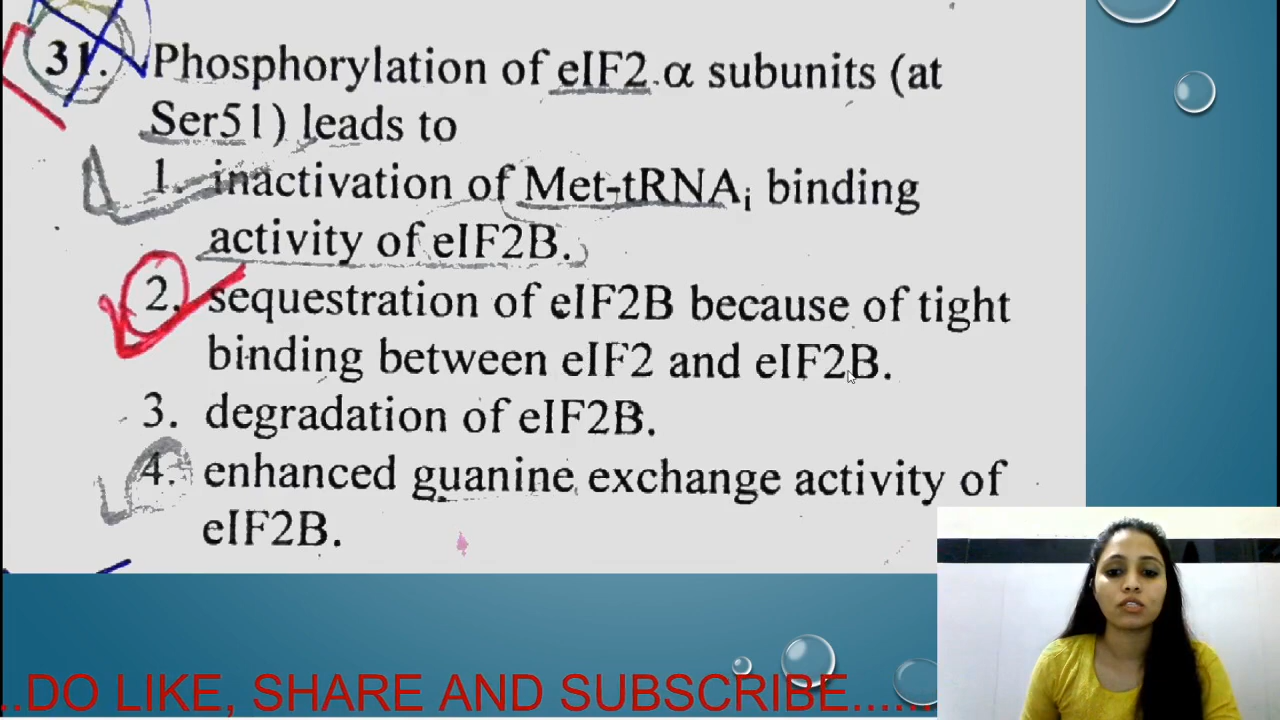 31. Phosphorylation of eIF2 α subunits (at
Ser51) leads to
1. inactivation of Met-tRNAi binding
activity of eIF2B.
2. sequestration of eIF2B because of tight
binding between eIF2 and eIF2B.
3. degradation of eIF2B.
4. enhanced guanine exchange activity of
eIF2B.
..DO LIKE, SHARE AND SUBSCRIBE......